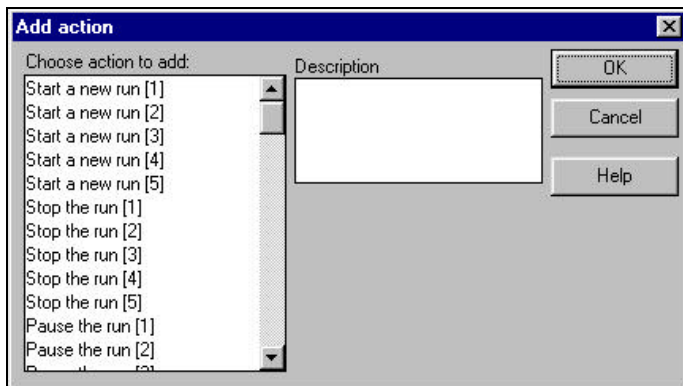 Add action
Choose action to add:
Start a new run [1]
Start a new run [2]
Start a new run [3]
Start a new run [4]
Start a new run [5]
Stop the run [1]
Stop the run [2]
Stop the run [3]
Stop the run [4]
Stop the run [5]
Pause the run [1]
Pause the run [2]
Description
OK
Cancel
Help